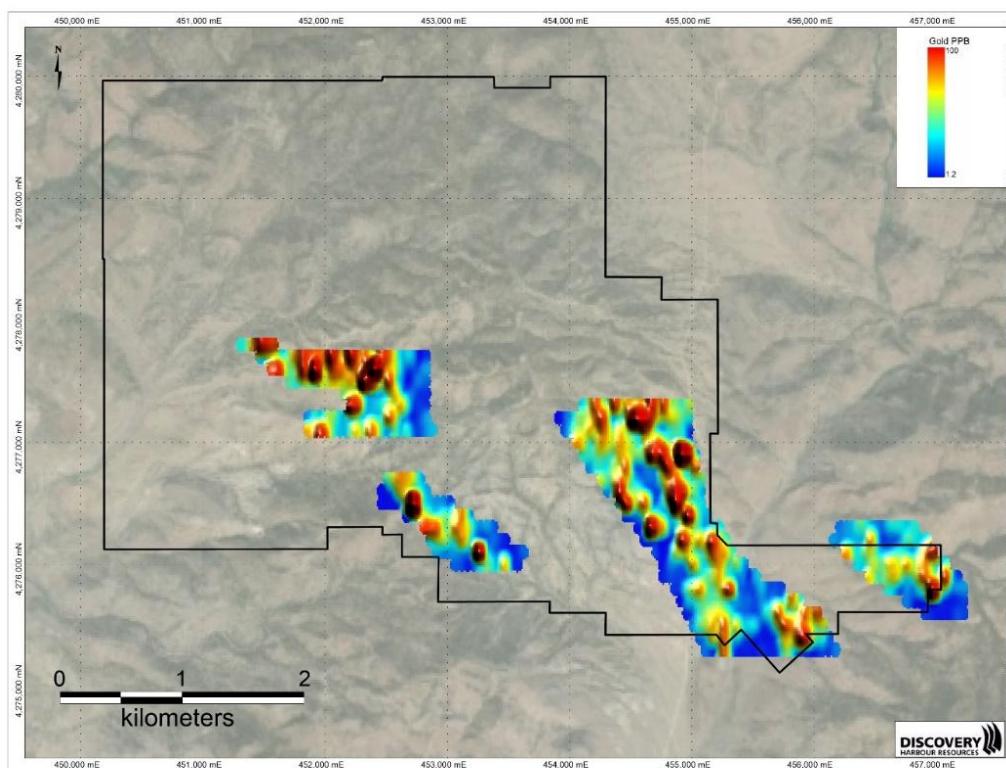 450,000 mE 451,000 mE 452,000 mE 453,000 mE 454,000 mE 455,000 mE 456,000 mE 457,000 mE
N
Gold PPB
100
1.2
4,280,000 mN
4,279,000 mN
4,278,000 mN
4,277,000 mN
4,276,000 mN
4,275,000 mN
0 1 2
kilometers
DISCOVERY
HARBOUR RESOURCES
450,000 mE 451,000 mE 452,000 mE 453,000 mE 454,000 mE 455,000 mE 456,000 mE 457,000 mE